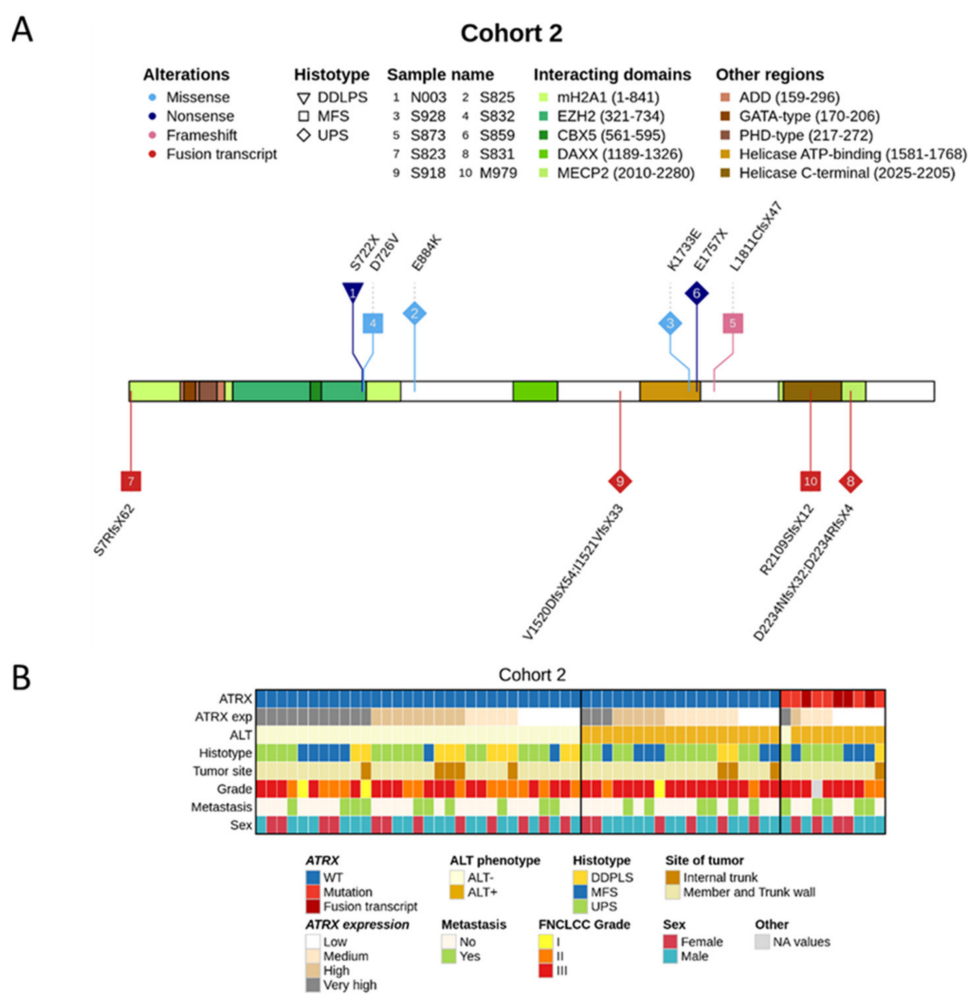 A
Cohort 2
Alterations
Missense
Nonsense
Frameshift
Fusion transcript
Histotype
DDLPS
MFS
UPS
Sample name
1 N003 2 S825
3 S928 4 S832
5 S873 6 S859
7 S823 8 S831
9 S918 10 M979
Interacting domains
mH2A1 (1-841)
EZH2 (321-734)
CBX5 (561-595)
DAXX (1189-1326)
MECP2 (2010-2280)
Other regions
ADD (159-296)
GATA-type (170-206)
PHD-type (217-272)
Helicase ATP-binding (1581-1768)
Helicase C-terminal (2025-2205)
S722X
D726V
E884K
K1733E
E1757X
L1811CfsX47
1
4
2
3
6
5
7
9
10
8
S7RfsX62
V1520DfsX54;I1521VfsX33
R2109SfsX12
D2234NfsX32;D2234RfsX4
B
Cohort 2
ATRX
ATRX exp
ALT
Histotype
Tumor site
Grade
Metastasis
Sex
ATRX
WT
Mutation
Fusion transcript
ALT phenotype
ALT-
ALT+
Histotype
DDPLS
MFS
UPS
Site of tumor
Internal trunk
Member and Trunk wall
ATRX expression
Low
Medium
High
Very high
Metastasis
No
Yes
FNCLCC Grade
I
II
III
Sex
Female
Male
Other
NA values